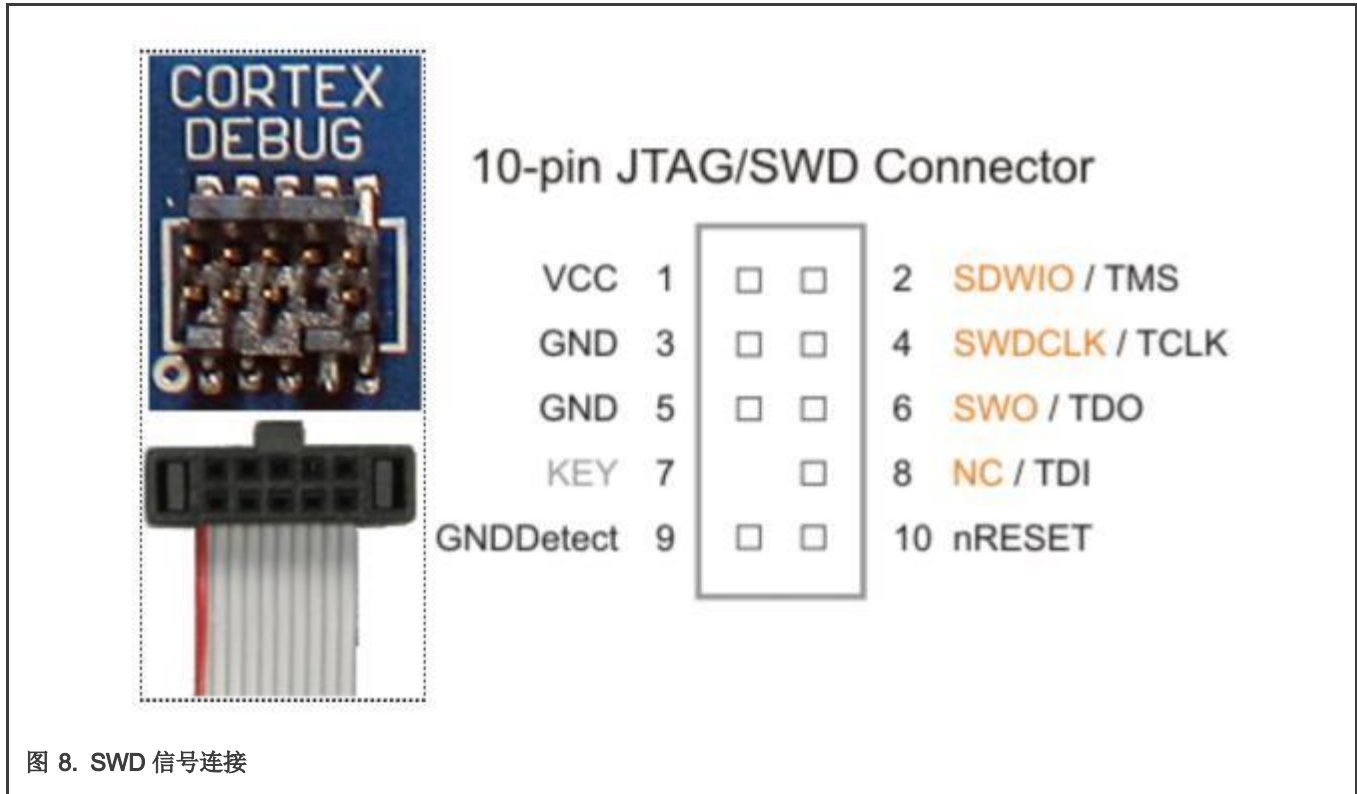 CORTEX
DEBUG
10-pin JTAG/SWD Connector
VCC 1 2 SDWIO / TMS
GND 3 4 SWDCLK / TCLK
GND 5 6 SWO / TDO
KEY 7 8 NC / TDI
GNDDetect 9 10 nRESET
图 8. SWD 信号连接